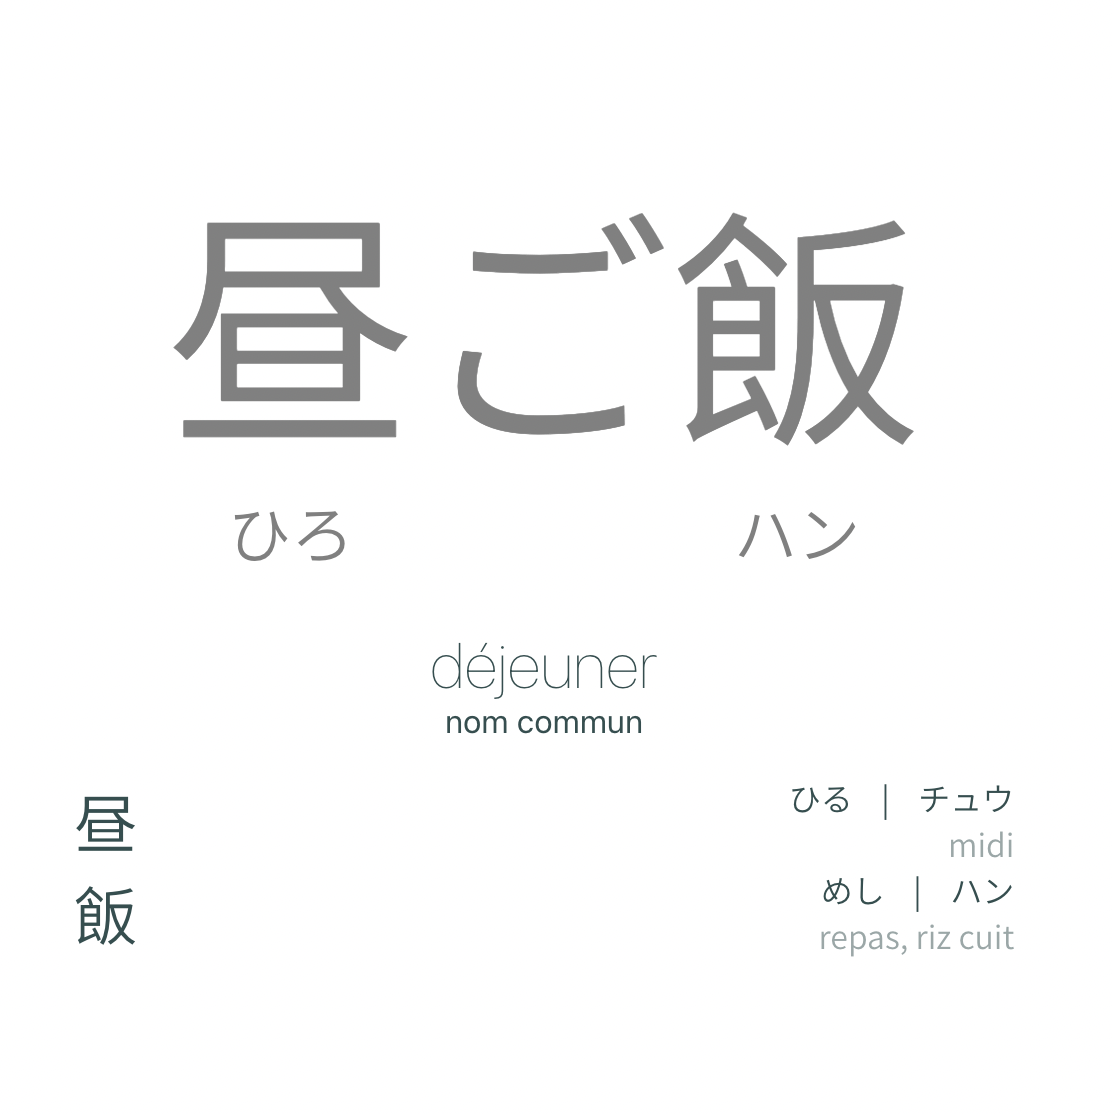 昼ご飯
ひろ ハン
déjeuner
nom commun
昼
ひる | チュウ
midi
飯
めし | ハン
repas, riz cuit